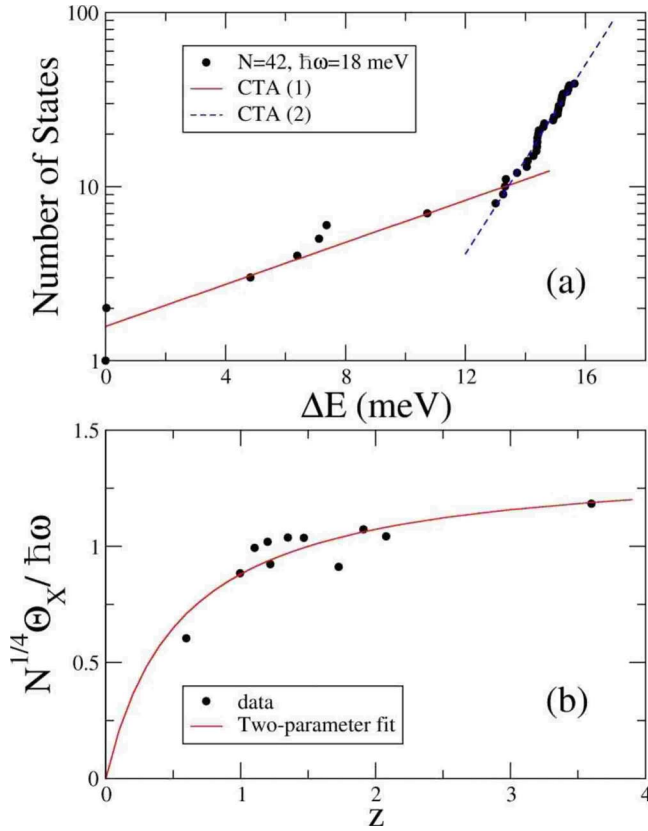 100
10
1
Number of States
N=42, ħω=18 meV
CTA (1)
CTA (2)
(a)
0 4 8 12 16
ΔE (meV)
1.5
1
0.5
0
N^{1/4} Θ_X / ħω
data
Two-parameter fit
(b)
0 1 2 3 4
z